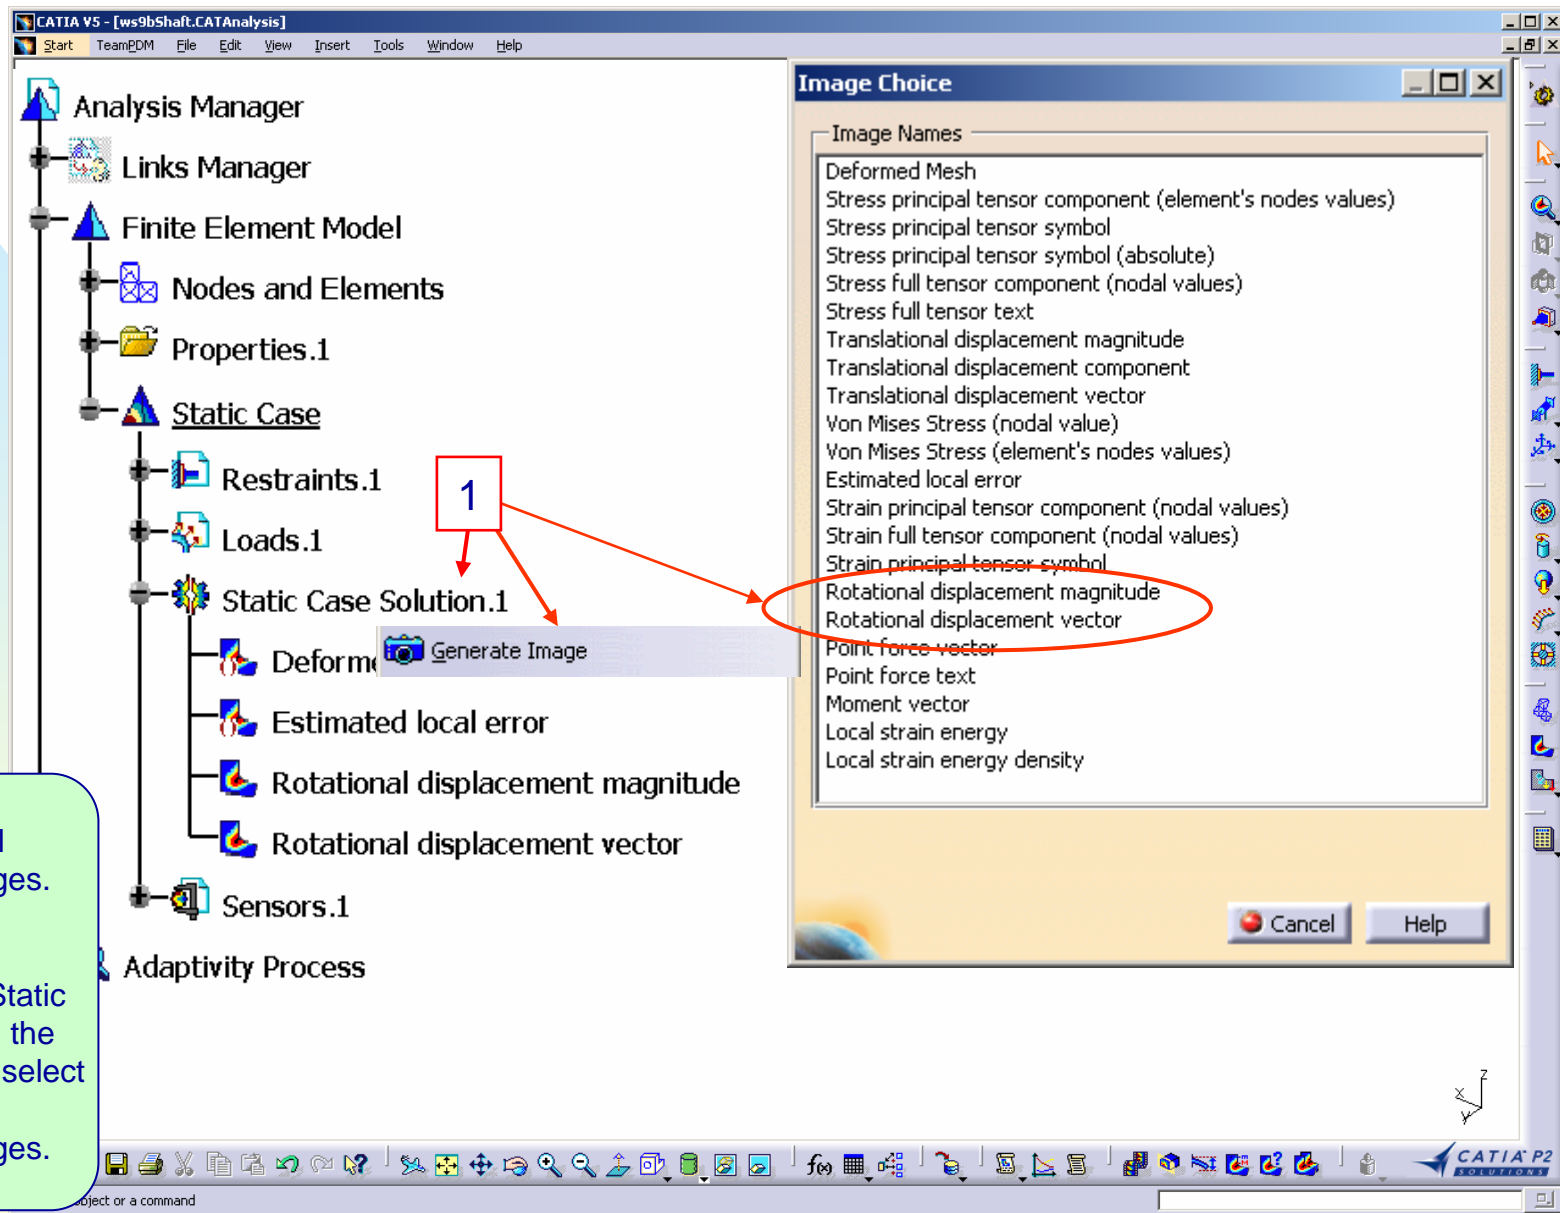 CATIA V5 - [ws9bShaft.CATAnalysis]
Start TeamPDM File Edit View Insert Tools Window Help
Analysis Manager
Links Manager
Finite Element Model
Nodes and Elements
Properties.1
Static Case
Restraints.1
1
Loads.1
Static Case Solution.1
Generate Image
Estimated local error
Rotational displacement magnitude
Rotational displacement vector
Sensors.1
Adaptivity Process
Image Choice
Image Names
Deformed Mesh
Stress principal tensor component (element's nodes values)
Stress principal tensor symbol
Stress principal tensor symbol (absolute)
Stress full tensor component (nodal values)
Stress full tensor text
Translational displacement magnitude
Translational displacement component
Translational displacement vector
Von Mises Stress (nodal value)
Von Mises Stress (element's nodes values)
Estimated local error
Strain principal tensor component (nodal values)
Strain full tensor component (nodal values)
Strain principal tensor symbol
Rotational displacement magnitude
Rotational displacement vector
Point force vector
Point force text
Moment vector
Local strain energy
Local strain energy density
Cancel Help
Static
the
select
z
x
y
f(x)
CATIA P2
SOLUTIONS
object or a command